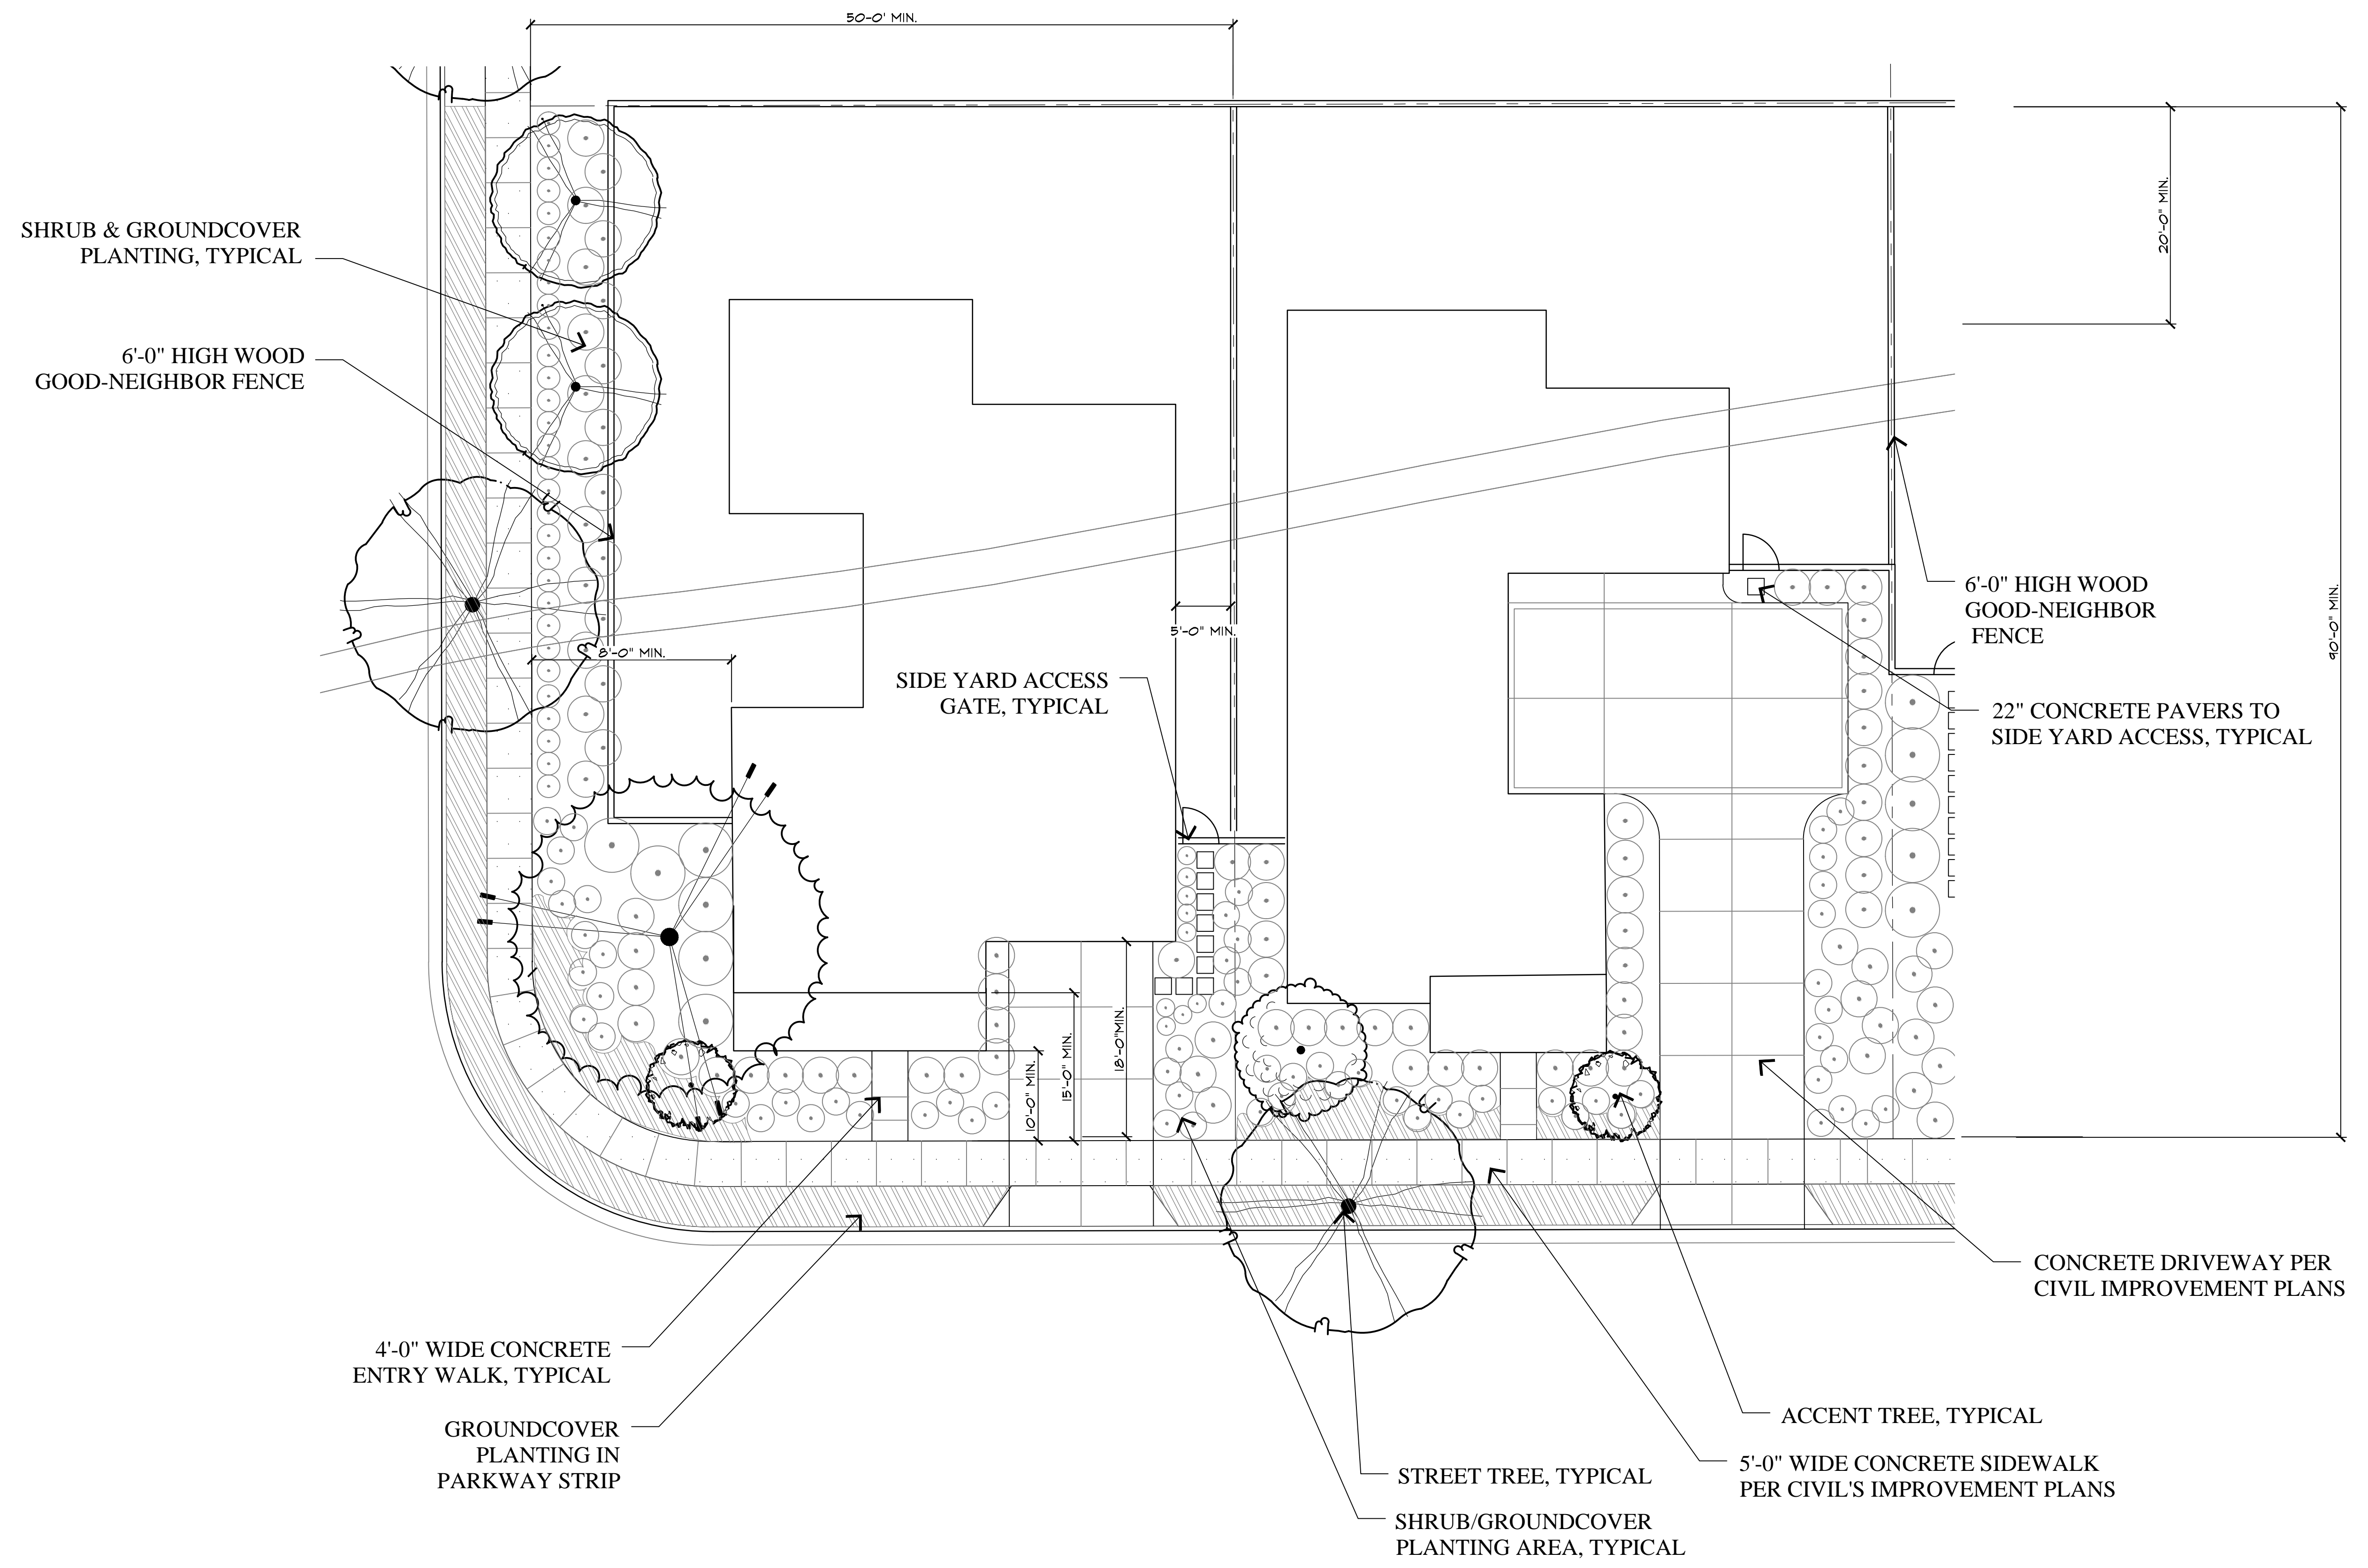 50-0' MIN.
20'-0" MIN.
SHRUB & GROUNDCOVER
PLANTING, TYPICAL
6'-0" HIGH WOOD
GOOD-NEIGHBOR FENCE
6'-0" HIGH WOOD
GOOD-NEIGHBOR
FENCE
90'-0" MIN.
5'-0" MIN.
8'-0" MIN.
SIDE YARD ACCESS
GATE, TYPICAL
22" CONCRETE PAVERS TO
SIDE YARD ACCESS, TYPICAL
10'-0" MIN.
15'-0" MIN.
18'-0"MIN.
CONCRETE DRIVEWAY PER
CIVIL IMPROVEMENT PLANS
4'-0" WIDE CONCRETE
ENTRY WALK, TYPICAL
GROUNDCOVER
PLANTING IN
PARKWAY STRIP
ACCENT TREE, TYPICAL
5'-0" WIDE CONCRETE SIDEWALK
PER CIVIL'S IMPROVEMENT PLANS
STREET TREE, TYPICAL
SHRUB/GROUNDCOVER
PLANTING AREA, TYPICAL